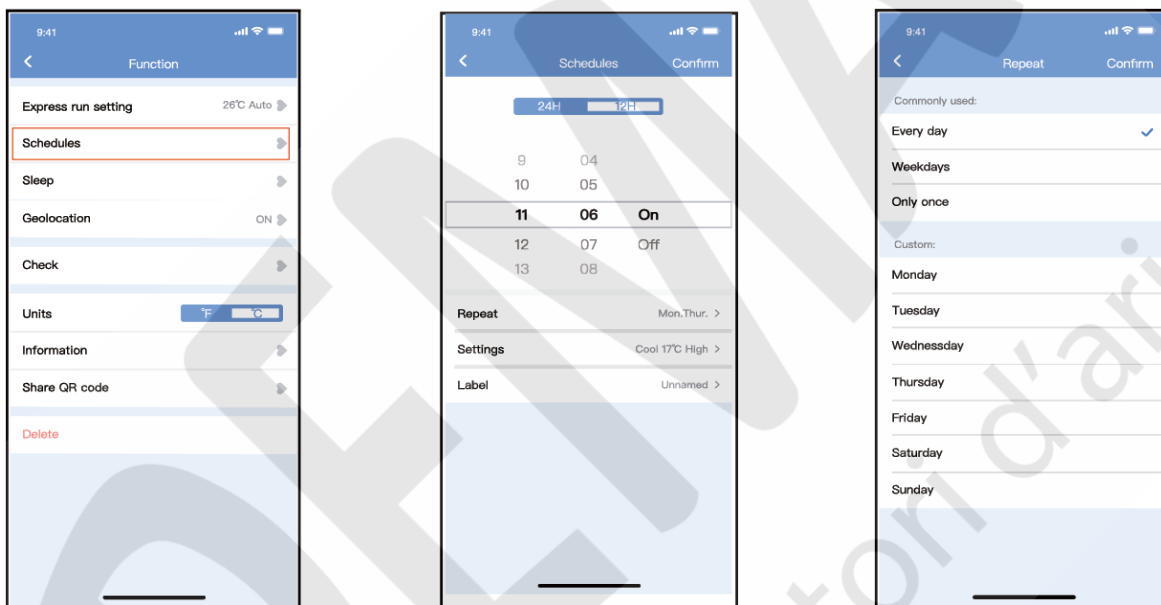 9:41
Function
Express run setting 26℃ Auto
Schedules
Sleep
Geolocation ON
Check
Units °F ℃
Information
Share QR code
Delete
9:41
Schedules Confirm
24H 12H
9 04
10 05
11 06 On
12 07 Off
13 08
Repeat Mon.Thur. >
Settings Cool 17℃ High >
Label Unnamed >
9:41
Repeat Confirm
Commonly used:
Every day
Weekdays
Only once
Custom:
Monday
Tuesday
Wednessday
Thursday
Friday
Saturday
Sunday
tori d'ari